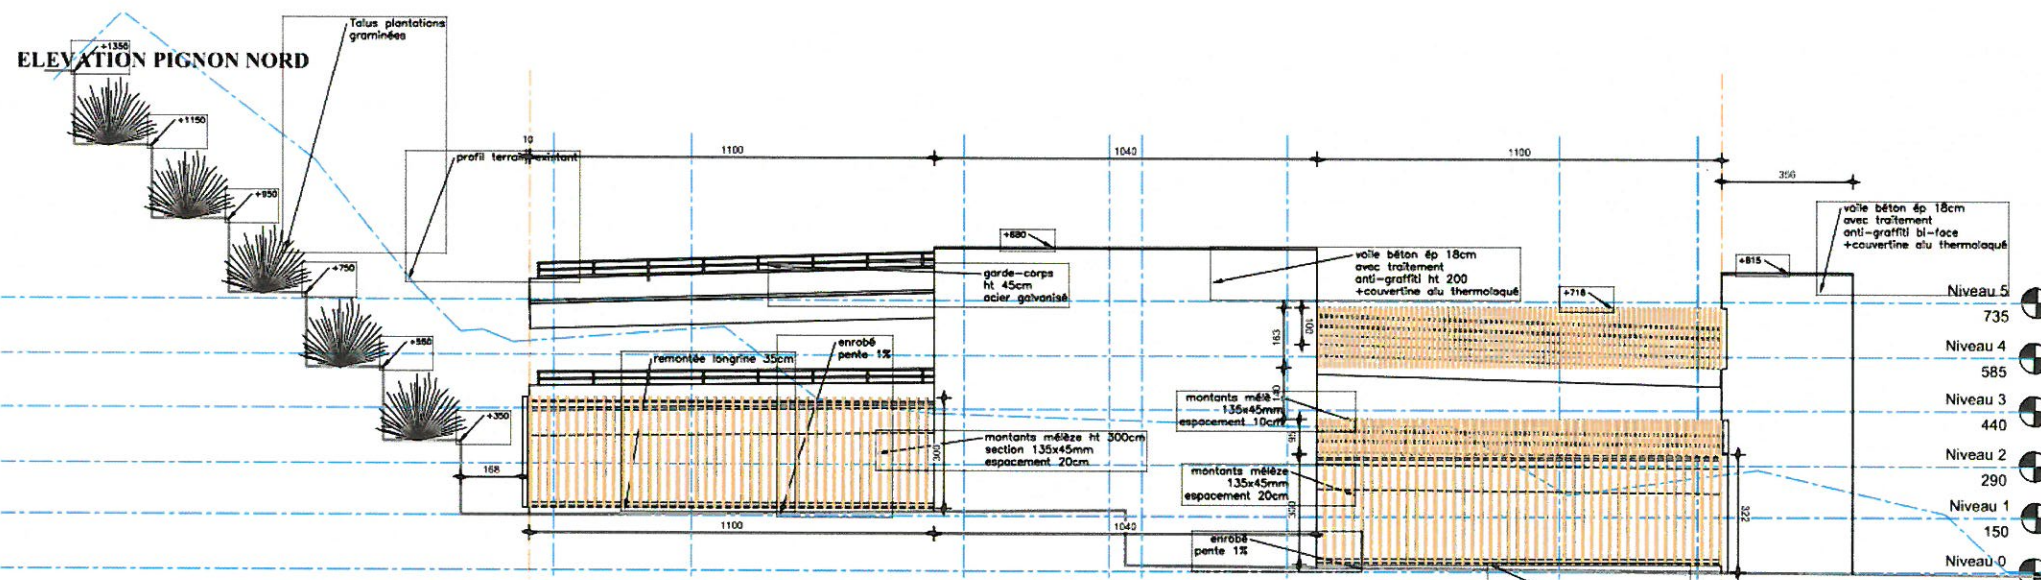 Talus plantations
graminées
+1350
ELEVATION PIGNON NORD
+1150
+950
+750
+550
+350
168
profil terrain existant
10
1100
1040
1100
356
+880
garde-corps
ht 45cm
acier galvanisé
voile béton ép 18cm
avec traitement
anti-graffiti ht 200
+couvertine alu thermolaqué
voile béton ép 18cm
avec traitement
anti-graffiti bi-face
+couvertine alu thermolaqué
+815
+718
163
100
140
remontée longrine 35cm
enrobé
pente 1%
montants mélèze ht 300cm
section 135x45mm
espacement 20cm
300
montants mélè
135x45mm
espacement 10cm
95
montants mélèze
135x45mm
espacement 20cm
300
322
1100
1040
enrobé
pente 1%
Niveau 5
735
Niveau 4
585
Niveau 3
440
Niveau 2
290
Niveau 1
150
Niveau 0